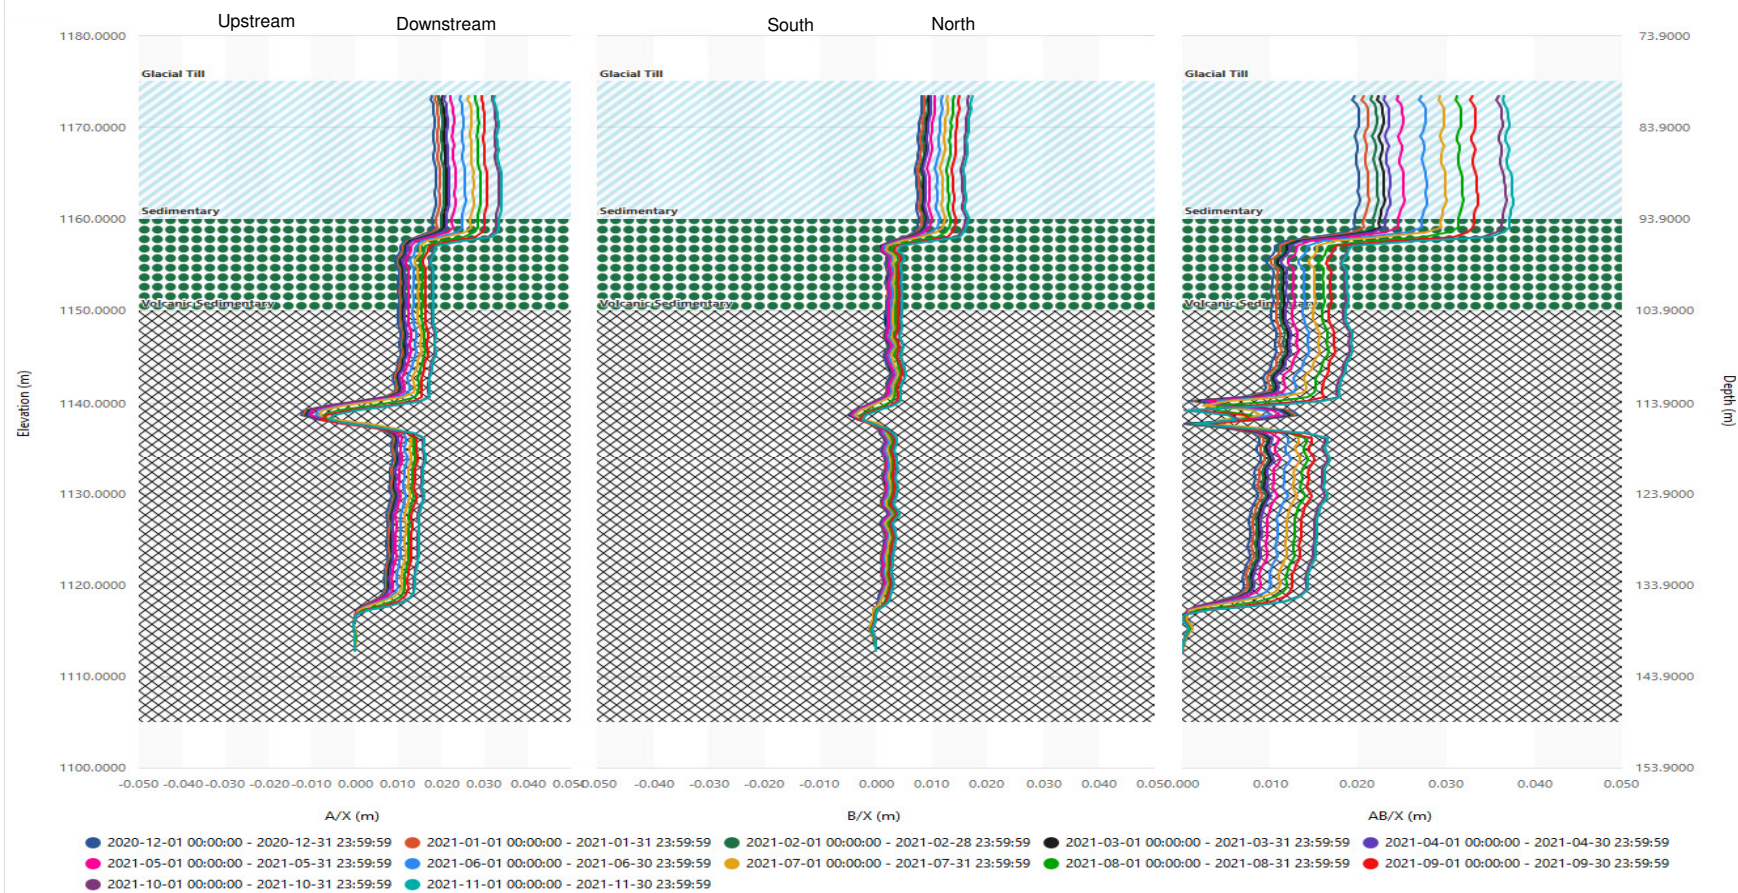 Upstream Downstream South North
1180.0000 73.9000
Glacial Till Glacial Till Glacial Till
1170.0000 83.9000
Sedimentary Sedimentary Sedimentary
1160.0000 93.9000
Volcanic Sedimentary Volcanic Sedimentary Volcanic Sedimentary
1150.0000 103.9000
Elevation (m)
1140.0000 113.9000
Depth (m)
1130.0000 123.9000
1120.0000 133.9000
1110.0000 143.9000
1100.0000 153.9000
-0.050 -0.040 -0.030 -0.020 -0.010 0.000 0.010 0.020 0.030 0.040 -0.030 -0.020 -0.010 0.000 0.010 0.020 0.030 0.040 0.010 0.020 0.030 0.040 0.050
A/X (m) B/X (m) AB/X (m)
2020-12-01 00:00:00 - 2020-12-31 23:59:59 2021-01-01 00:00:00 - 2021-01-31 23:59:59 2021-02-01 00:00:00 - 2021-02-28 23:59:59 2021-03-01 00:00:00 - 2021-03-31 23:59:59 2021-04-01 00:00:00 - 2021-04-30 23:59:59
2021-05-01 00:00:00 - 2021-05-31 23:59:59 2021-06-01 00:00:00 - 2021-06-30 23:59:59 2021-07-01 00:00:00 - 2021-07-31 23:59:59 2021-08-01 00:00:00 - 2021-08-31 23:59:59 2021-09-01 00:00:00 - 2021-09-30 23:59:59
2021-10-01 00:00:00 - 2021-10-31 23:59:59 2021-11-01 00:00:00 - 2021-11-30 23:59:59